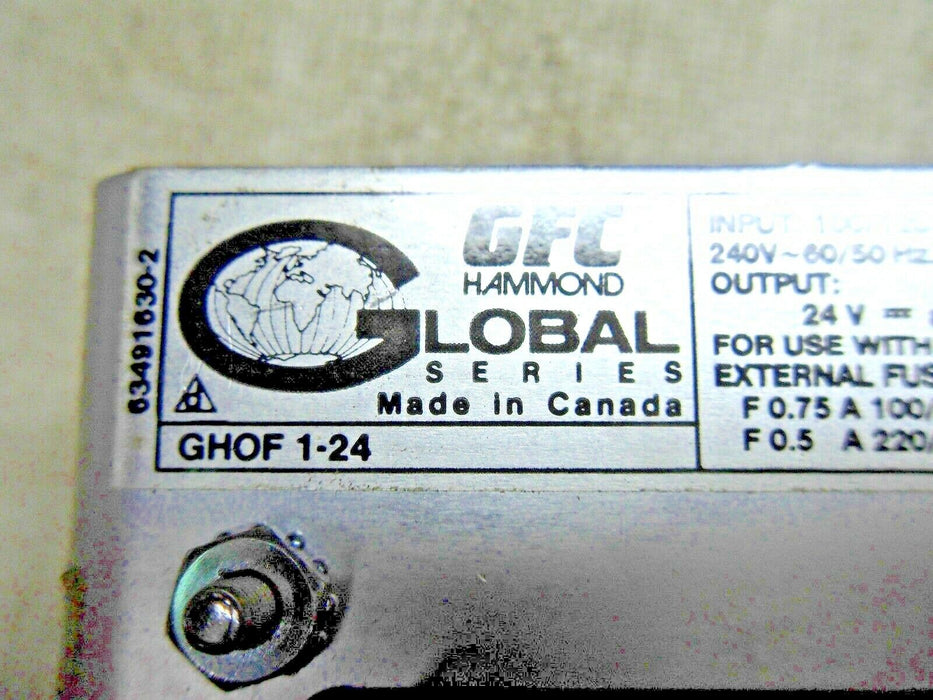 63491630-2
GFC
HAMMOND
GLOBAL
SERIES
Made in Canada
GHOF 1-24
INPUT
240V~60/50 HZ
OUTPUT:
24 V ⎓
FOR USE WITH
EXTERNAL
F 0.75 A 100/
F 0.5 A 220/